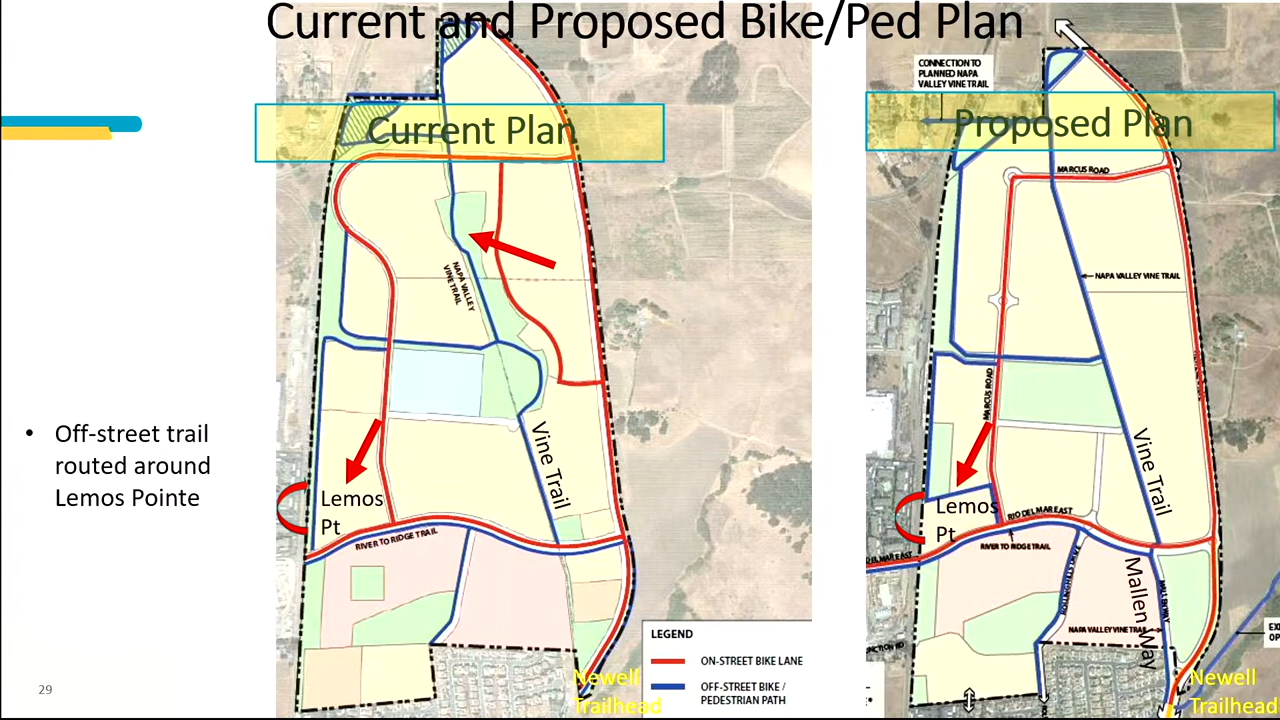 Current and Proposed Bike/Ped Plan
Current Plan
NAPA VALLEY
VINE TRAIL
Vine Trail
Lemos
Pt
RIVER TO RIDGE TRAIL
LEGEND
ON-STREET BIKE LANE
OFF-STREET BIKE /
PEDESTRIAN PATH
Newell
Trailhead
CONNECTION TO
PLANNED NAPA
VALLEY VINE TRAIL
Proposed Plan
MARCUS ROAD
NAPA VALLEY VINE TRAIL
MARCUS ROAD
Vine Trail
Lemos
Pt
RIO DEL MAR EAST
RIVER TO RIDGE TRAIL
DEL MAR EAST
Mallen Way
NAPA VALLEY VINE TRAIL
Newell
Trailhead
• Off-street trail
routed around
Lemos Pointe
29